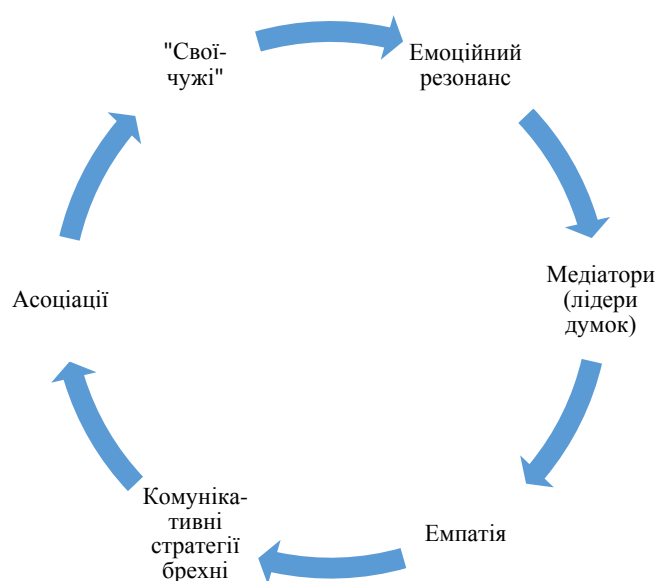 "Свої-
чужі"
Емоційний
резонанс
Медіатори
(лідери
думок)
Емпатія
Комуніка-
тивні
стратегії
брехні
Асоціації